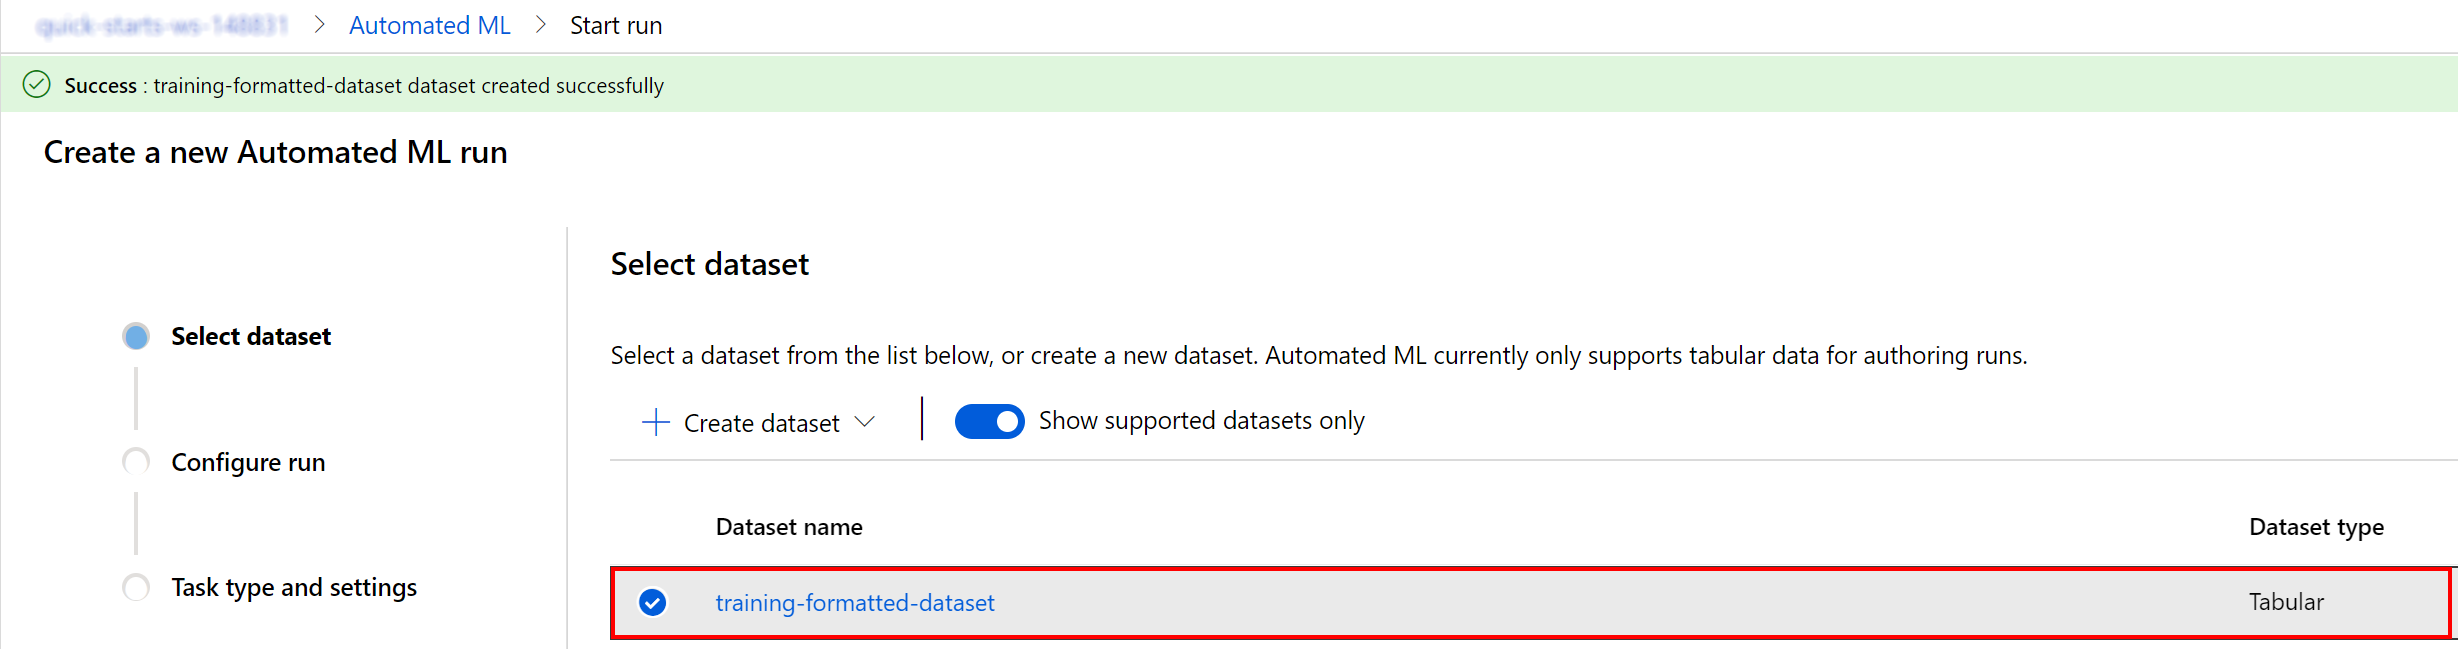 Automated ML > Start run
Success : training-formatted-dataset dataset created successfully
Create a new Automated ML run
Select dataset
Configure run
Task type and settings
Select dataset
Select a dataset from the list below, or create a new dataset. Automated ML currently only supports tabular data for authoring runs.
Create dataset
Show supported datasets only
Dataset name Dataset type
training-formatted-dataset Tabular